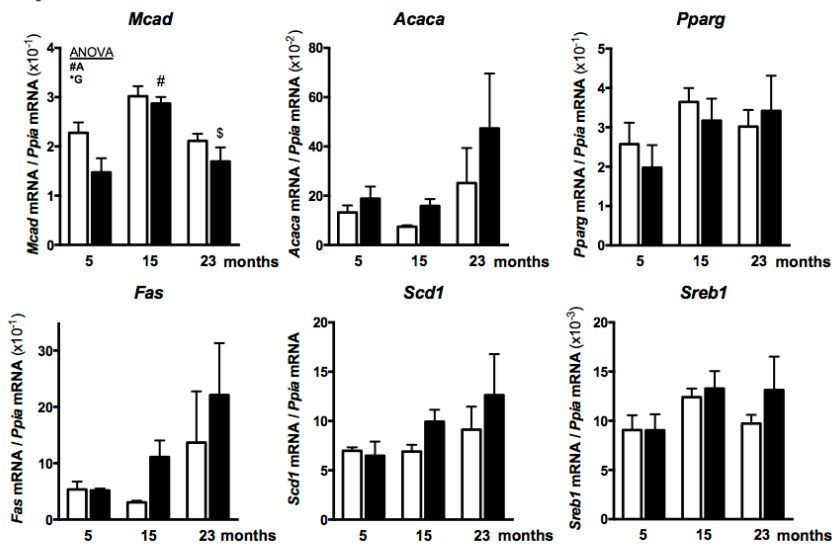 Mcad
Mcad mRNA / Ppia mRNA (x10⁻¹)
4
3
2
1
0
ANOVA
#A
*G
#
$
5 15 23 months
Acaca
Acaca mRNA / Ppia mRNA (x10⁻²)
80
60
40
20
0
5 15 23 months
Pparg
Pparg mRNA / Ppia mRNA (x10⁻¹)
5
4
3
2
1
0
5 15 23 months
Fas
Fas mRNA / Ppia mRNA (x10⁻¹)
30
20
10
0
5 15 23 months
Scd1
Scd1 mRNA / Ppia mRNA
20
15
10
5
0
5 15 23 months
Sreb1
Sreb1 mRNA / Ppia mRNA (x10⁻³)
20
15
10
5
0
5 15 23 months